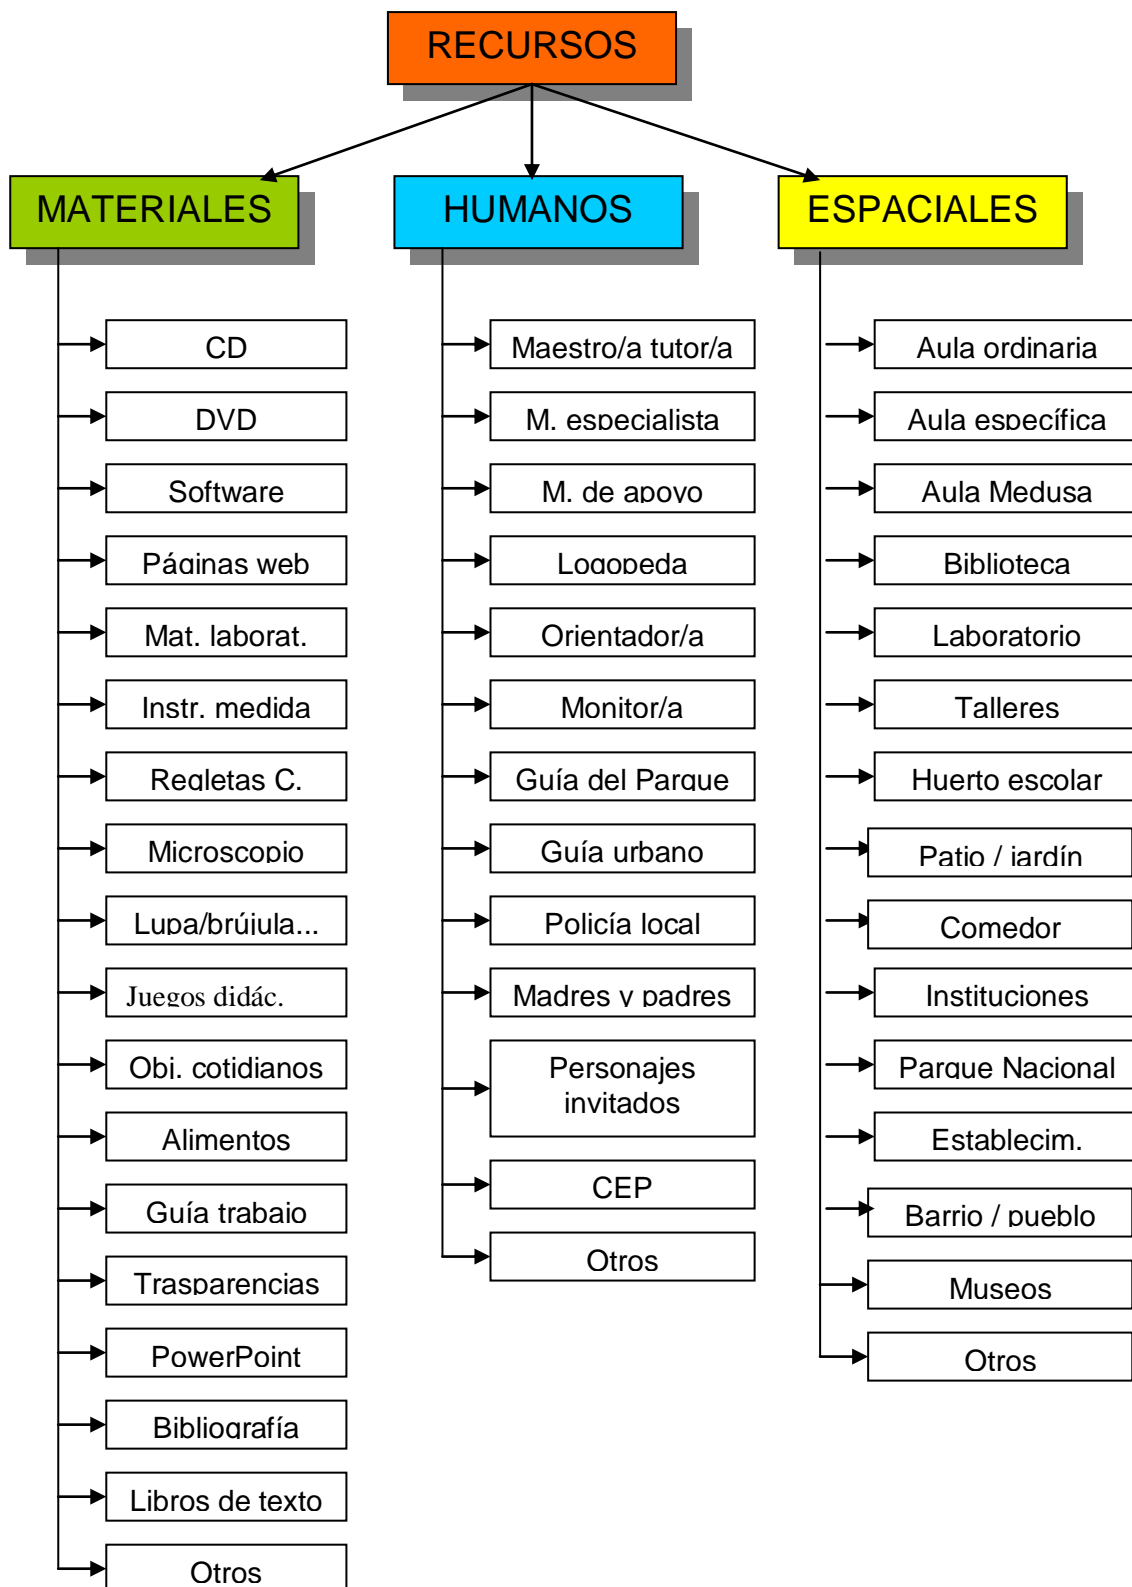 RECURSOS
MATERIALES
CD
DVD
Software
Páginas web
Mat. laborat.
Instr. medida
Regletas C.
Microscopio
Lupa/brújula...
Juegos didác.
Obj. cotidianos
Alimentos
Guía trabajo
Trasparencias
PowerPoint
Bibliografía
Libros de texto
Otros
HUMANOS
Maestro/a tutor/a
M. especialista
M. de apoyo
Logopeda
Orientador/a
Monitor/a
Guía del Parque
Guía urbano
Policía local
Madres y padres
Personajes
invitados
CEP
Otros
ESPACIALES
Aula ordinaria
Aula específica
Aula Medusa
Biblioteca
Laboratorio
Talleres
Huerto escolar
Patio / jardín
Comedor
Instituciones
Parque Nacional
Establecim.
Barrio / pueblo
Museos
Otros